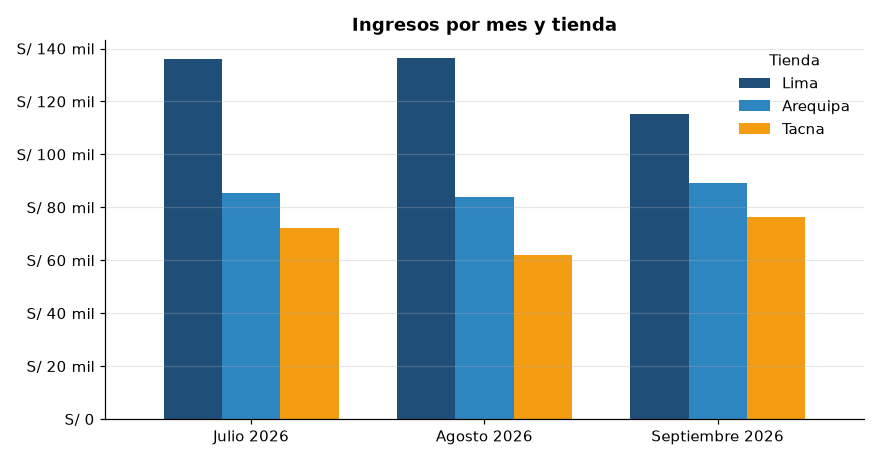 Ingresos por mes y tienda
S/ 140 mil
S/ 120 mil
S/ 100 mil
S/ 80 mil
S/ 60 mil
S/ 40 mil
S/ 20 mil
S/ 0
Tienda
Lima
Arequipa
Tacna
Julio 2026
Agosto 2026
Septiembre 2026